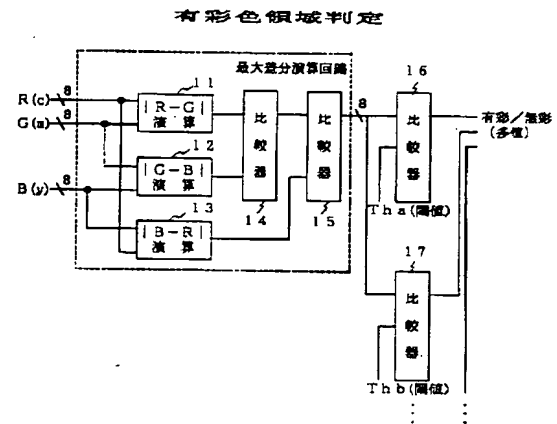 有彩色領域判定
最大差分演算回路
R(c) 8
G(m) 8
B(y) 8
11
|R-G|
演算
12
|G-B|
演算
13
|B-R|
演算
比較器
14
比較器
15
8
16
比較器
Tha(閾値)
有彩/無彩
(多値)
17
比較器
Thb(閾値)